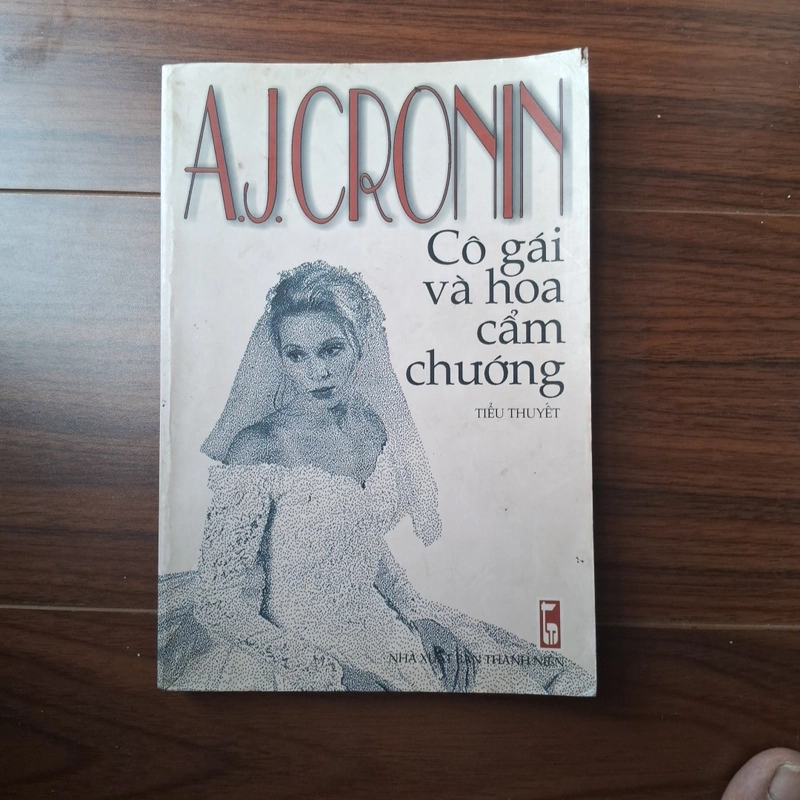 A.J. CRONIN
Cô gái
và hoa
cẩm
chướng
TIỂU THUYẾT
NHÀ XUẤT BẢN THANH NIÊN